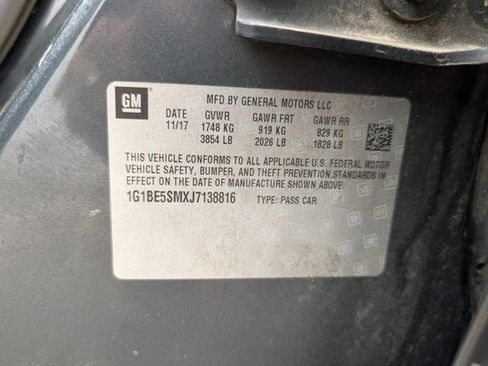 GM
MFD BY GENERAL MOTORS LLC
DATE GVWR GAWR FRT GAWR RR
11/17 1748 KG 919 KG 829 KG
3854 LB 2026 LB 1828 LB
THIS VEHICLE CONFORMS TO ALL APPLICABLE U.S. FEDERAL MOTOR
VEHICLE SAFETY, BUMPER, AND THEFT PREVENTION STANDARDS IN
EFFECT ON THE DATE OF MANUFACTURE SHOWN ABOVE.
1G1BE5SMXJ7138816 TYPE: PASS CAR